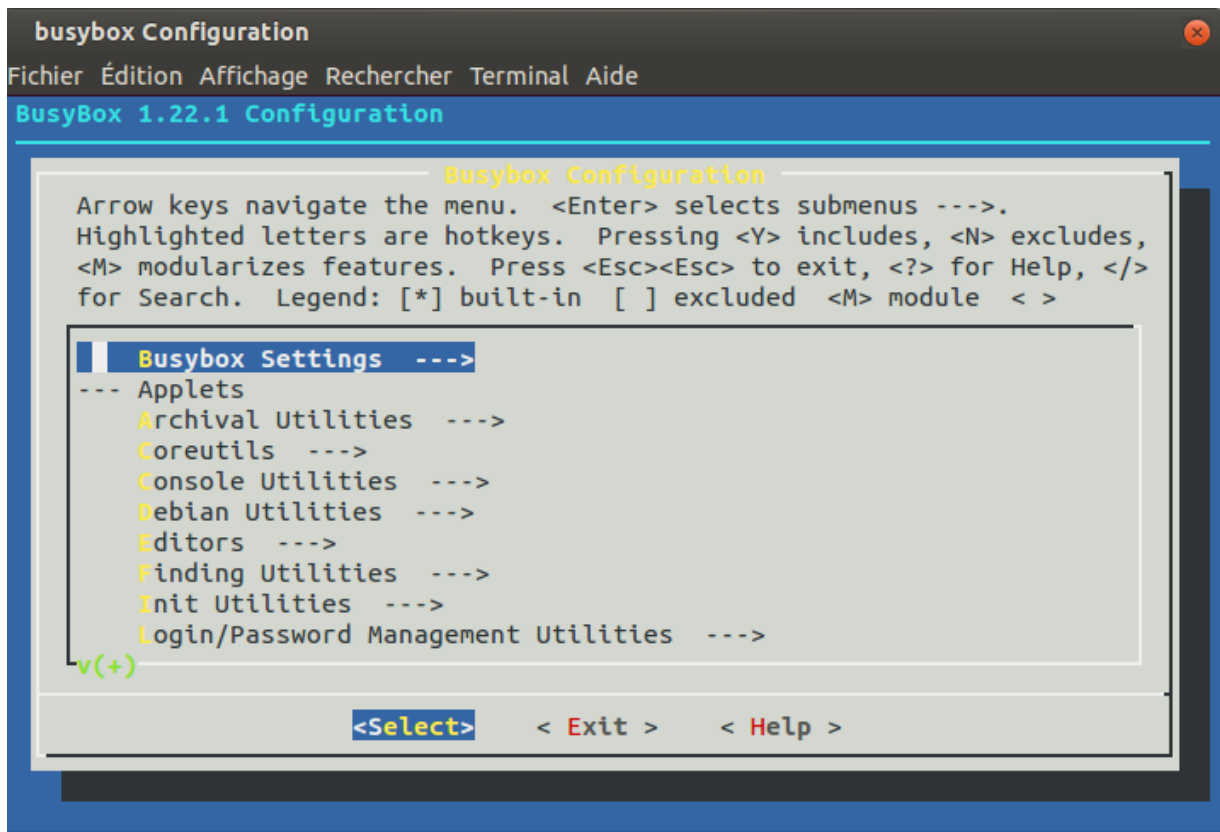 busybox Configuration
Fichier Édition Affichage Rechercher Terminal Aide
BusyBox 1.22.1 Configuration
Busybox Configuration
Arrow keys navigate the menu.  <Enter> selects submenus --->.
Highlighted letters are hotkeys.  Pressing <Y> includes, <N> excludes,
<M> modularizes features.  Press <Esc><Esc> to exit, <?> for Help, </>
for Search.  Legend: [*] built-in  [ ] excluded  <M> module  < >
Busybox Settings  --->
--- Applets
Archival Utilities  --->
Coreutils  --->
Console Utilities  --->
Debian Utilities  --->
Editors  --->
Finding Utilities  --->
Init Utilities  --->
Login/Password Management Utilities  --->
v(+)
<Select>    < Exit >    < Help >